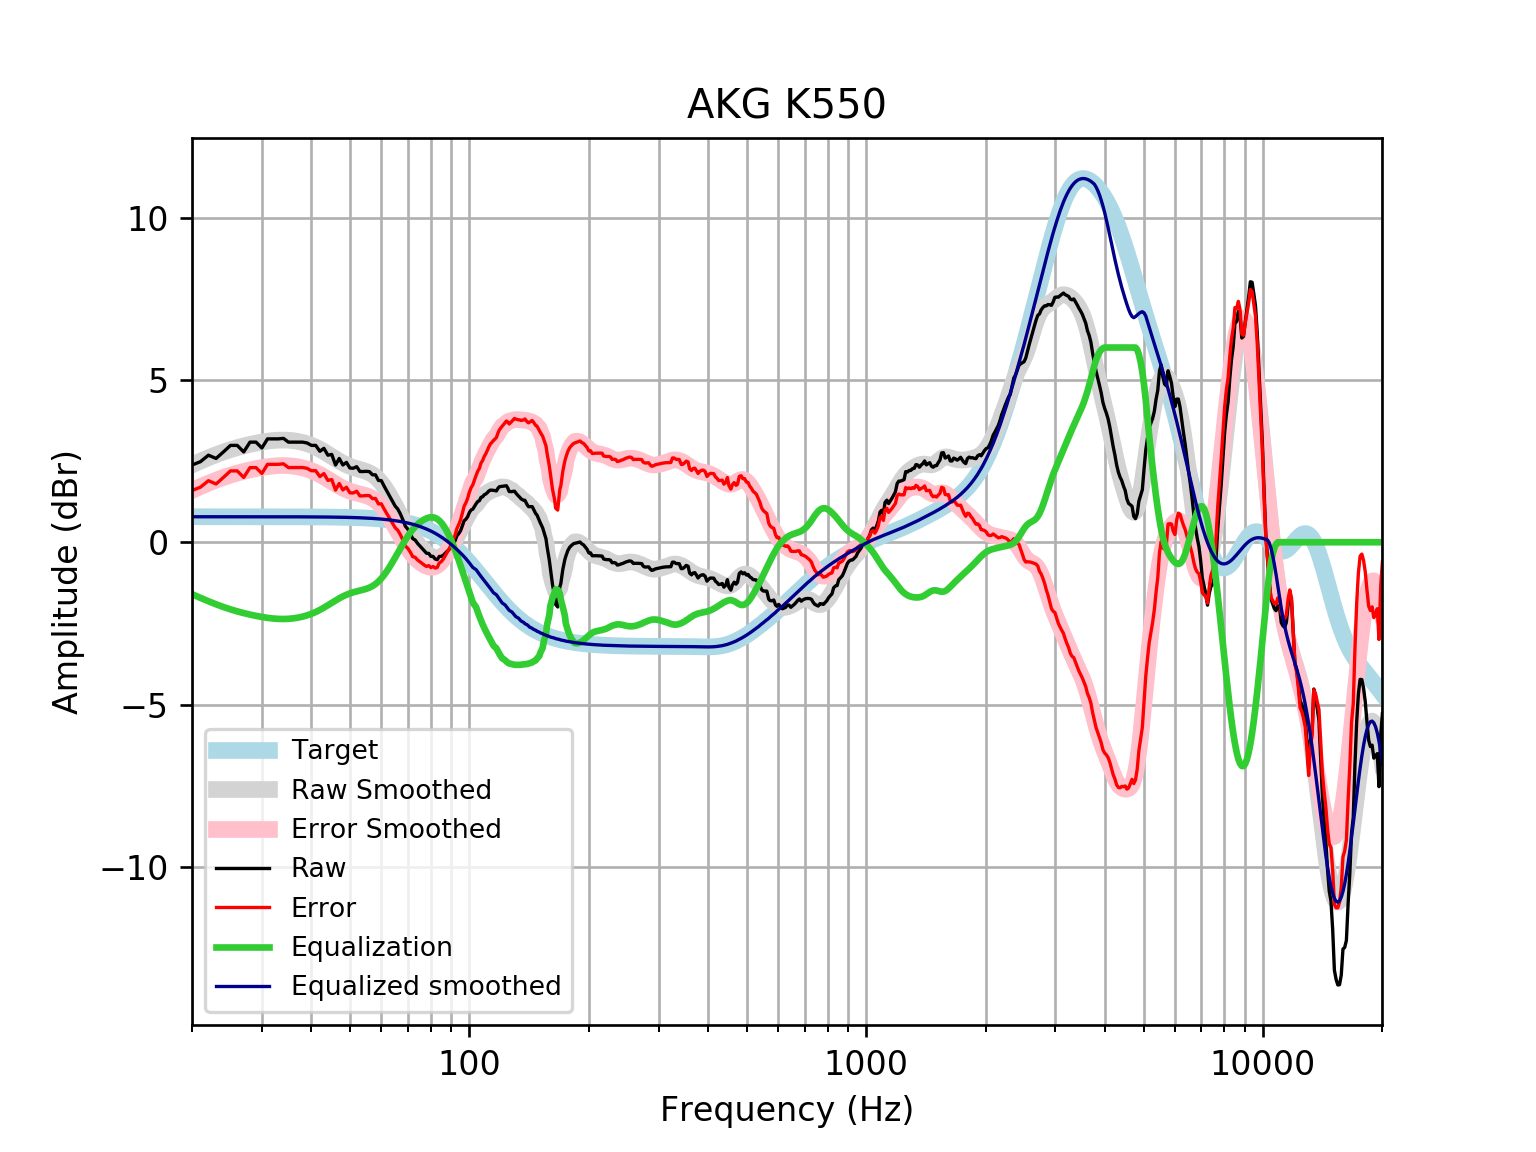 AKG K550
Amplitude (dBr)
10
5
0
−5
−10
Target
Raw Smoothed
Error Smoothed
Raw
Error
Equalization
Equalized smoothed
100
1000
10000
Frequency (Hz)